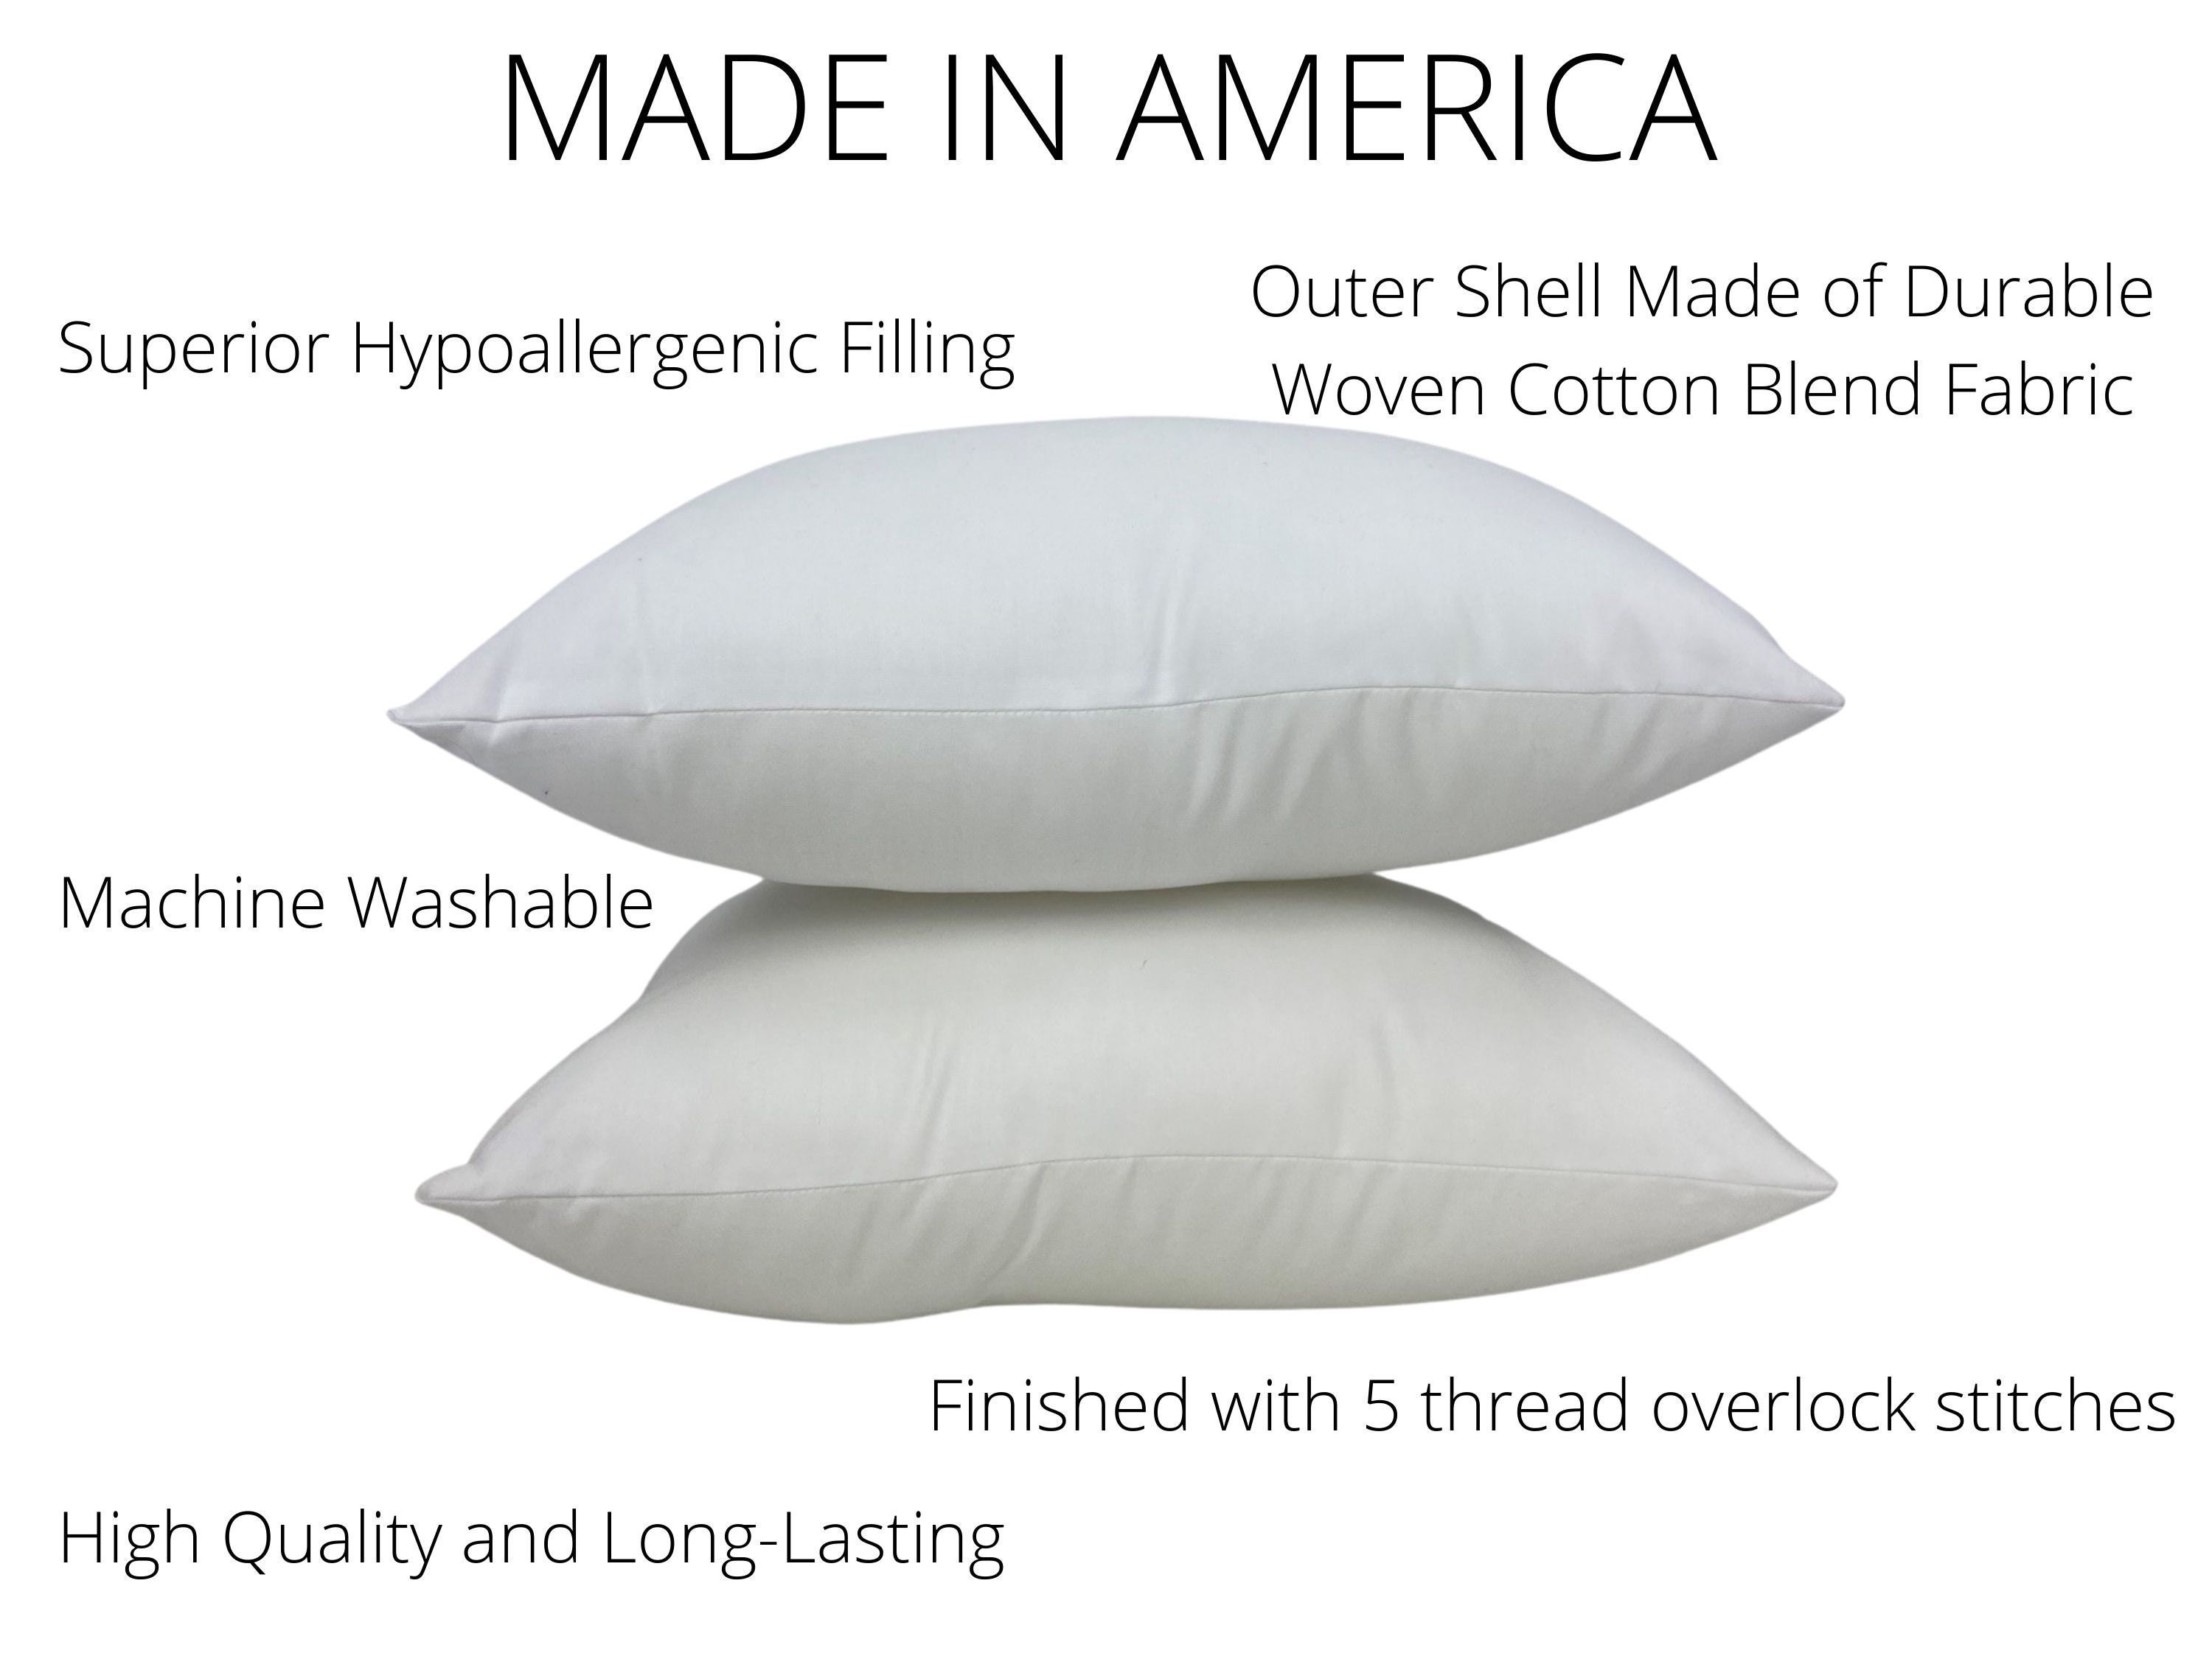 MADE IN AMERICA
Superior Hypoallergenic Filling
Outer Shell Made of Durable
Woven Cotton Blend Fabric
Machine Washable
Finished with 5 thread overlock stitches
High Quality and Long-Lasting